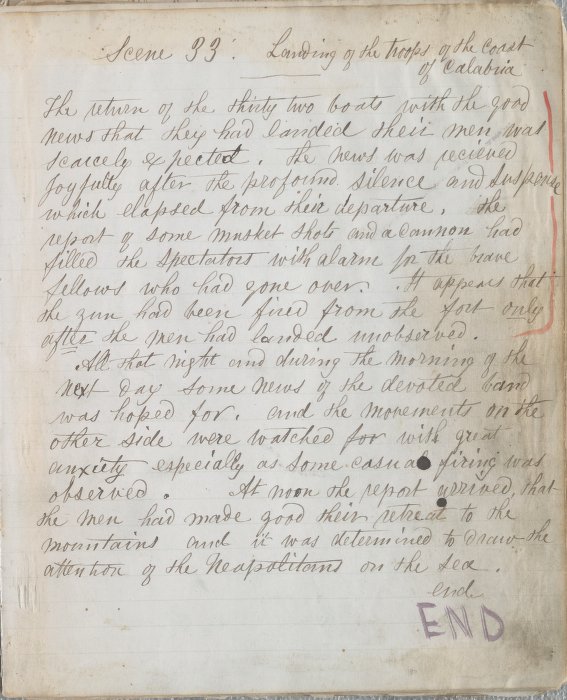 Scene 33. Landing of the troops of the Coast
of Calabria
The return of the thirty two boats with the good
news that they had landed their men was
scarcely expected. The news was recieved
joyfully after the profound silence and suspense
which elapsed from their departure. The
report of some musket shots and a cannon had
filled the spectators with alarm for the brave
fellows who had gone over. It appears that
the gun had been fired from the fort only
after the men had landed unobserved.
All that night and during the morning of the
next day some news of the devoted band
was hoped for. and the movements on the
other side were watched for with great
anxiety especially as some casual firing was
observed. At noon the report arrived, that
the men had made good their retreat to the
mountains and it was determined to draw the
attention of the Neapolitans on the sea.
end
END